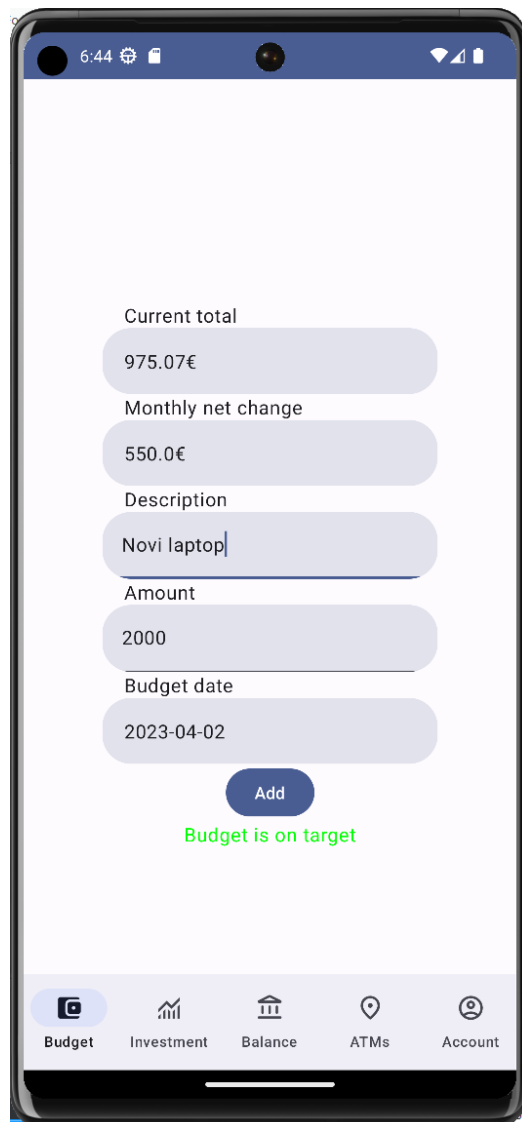 6:44
Current total
975.07€
Monthly net change
550.0€
Description
Novi laptop
Amount
2000
Budget date
2023-04-02
Add
Budget is on target
Budget Investment Balance ATMs Account